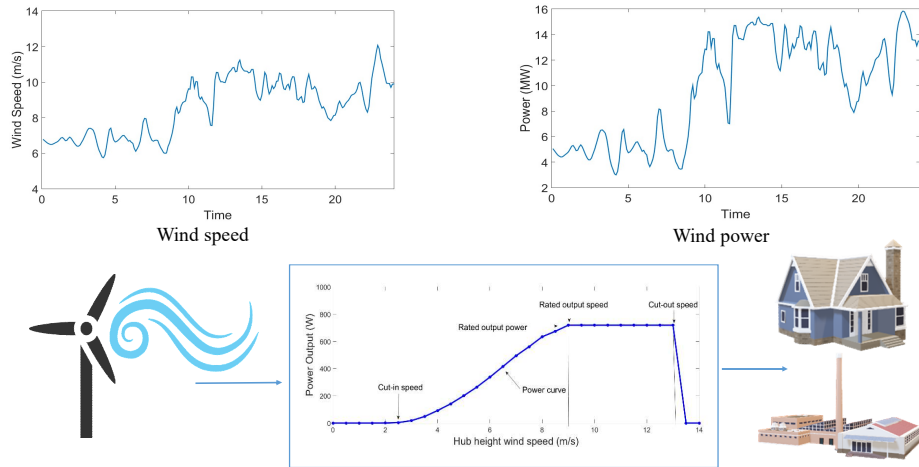 14
12
10
8
6
4
Wind Speed (m/s)
0
5
10
15
20
Time
Wind speed
16
14
12
10
8
6
4
2
Power (MW)
0
5
10
15
20
Time
Wind power
1000
800
600
400
200
0
Power Output (W)
Rated output speed
Cut-out speed
Rated output power
Cut-in speed
Power curve
0
2
4
6
8
10
12
14
Hub height wind speed (m/s)